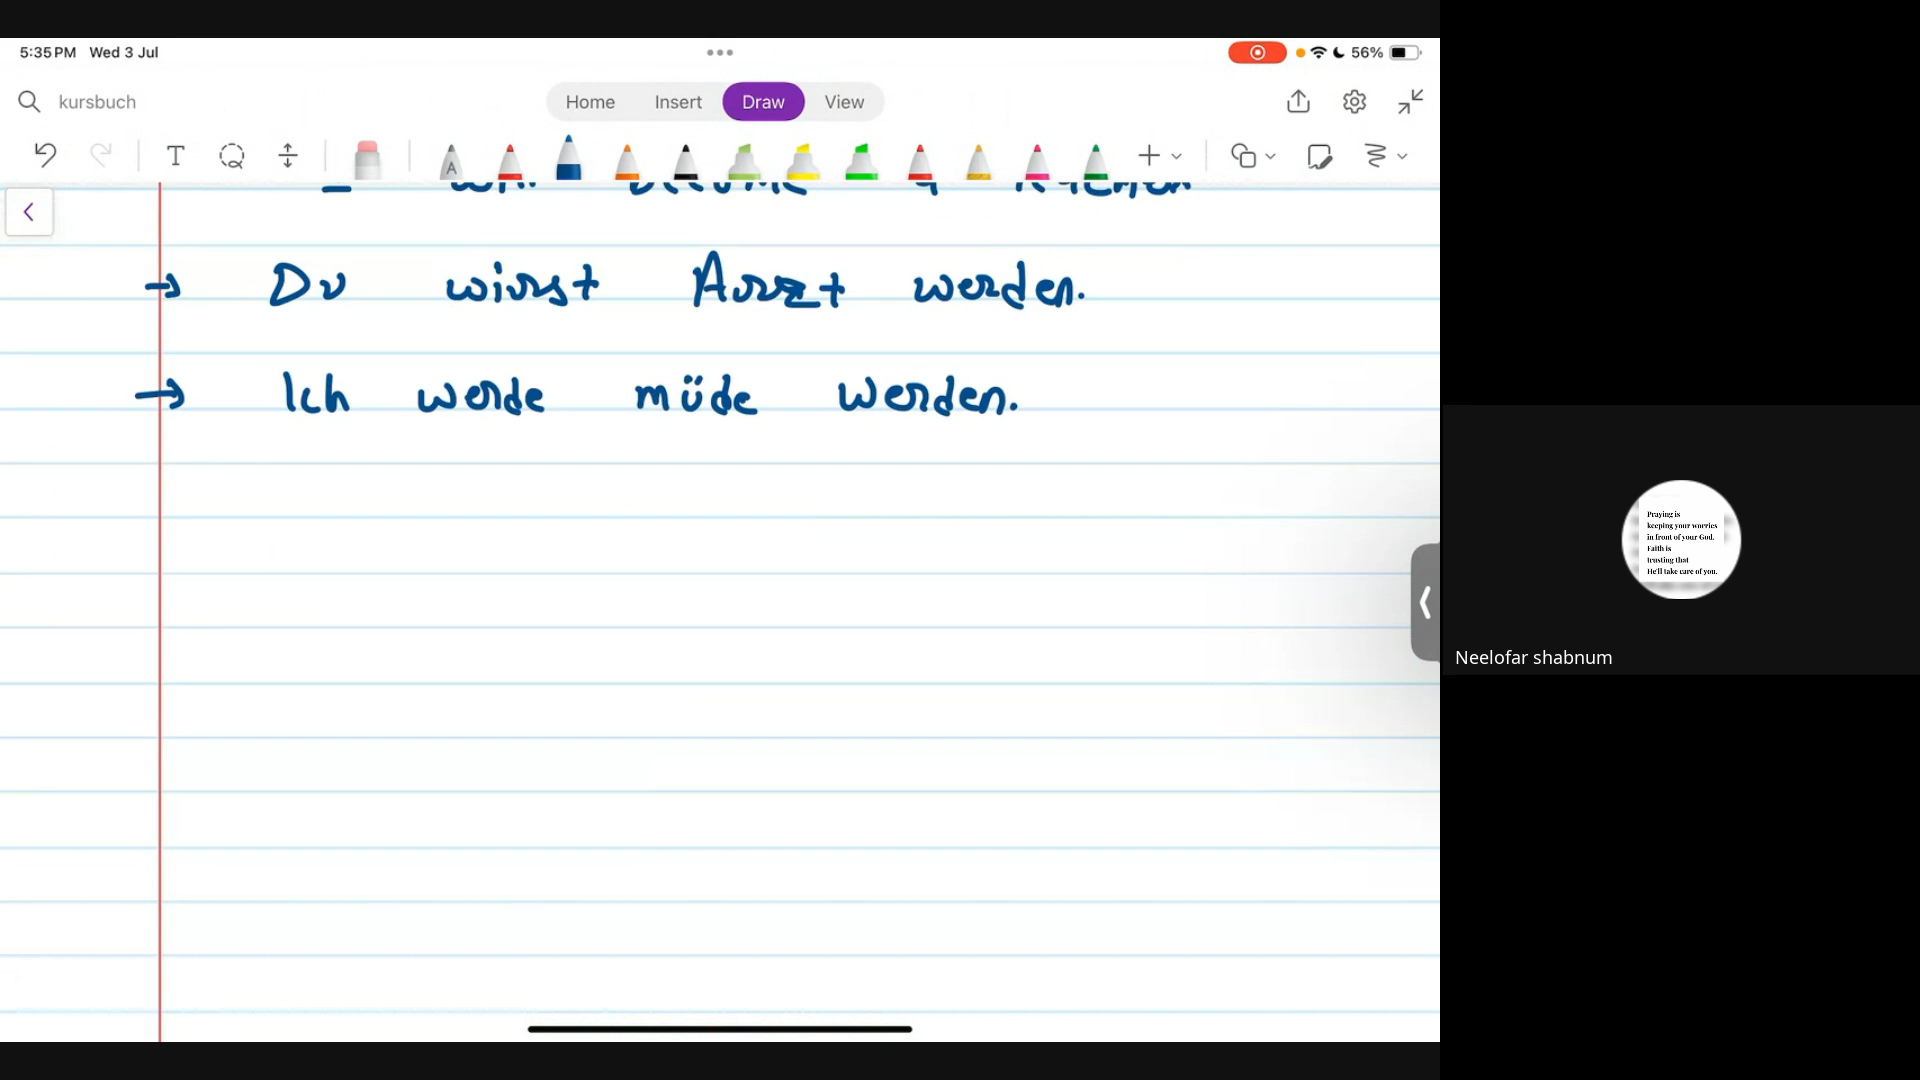 5:35 PM Wed 3 Jul
56%
kursbuch
Home Insert Draw View
T
A
I will become a
→ Du wirst Arzt werden.
→ Ich werde müde werden.
Praying is
keeping your worries
in front of your God.
Faith is
trusting that
He'll take care of you.
Neelofar shabnum